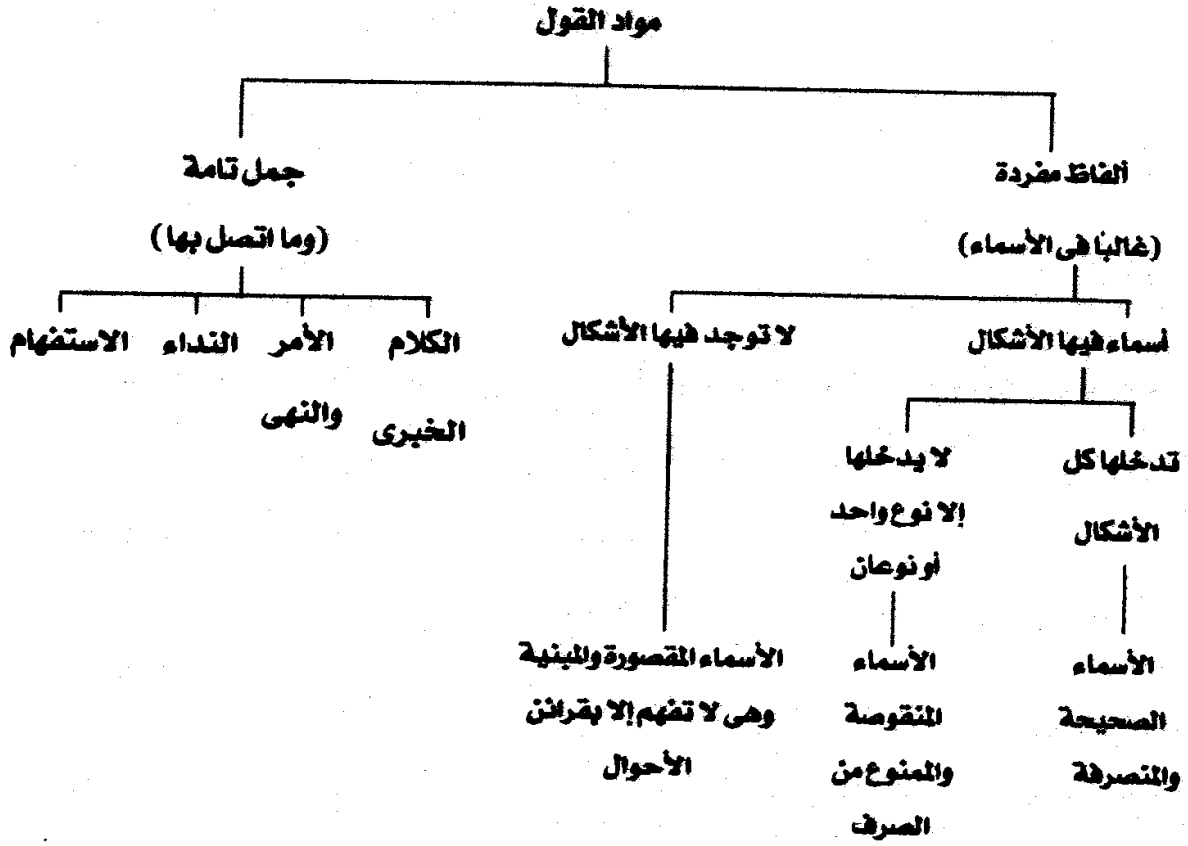 مواد القول
ألفاظ مفردة
(غالبًا فى الأسماء)
جمل تامة
(وما اتصل بها)
أسماء فيها الأشكال
لا توجد فيها الأشكال
الكلام
الخبرى
الأمر
والنهى
النداء
الاستفهام
تدخلها كل
الأشكال
لا يدخلها
إلا نوع واحد
أو نوعان
الأسماء
الصحيحة
والمنصرفة
الأسماء
المنقوصة
والممنوع من
الصرف
الأسماء المقصورة والمبنية
وهى لا تفهم إلا بقرائن
الأحوال